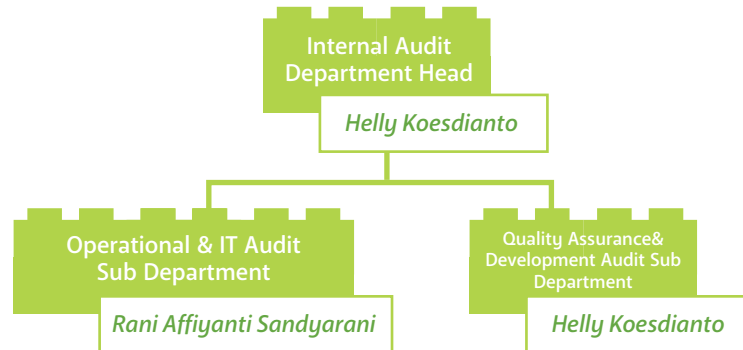 Internal Audit
Department Head
Helly Koesdianto
Operational & IT Audit
Sub Department
Rani Affiyanti Sandyarani
Quality Assurance&
Development Audit Sub
Department
Helly Koesdianto